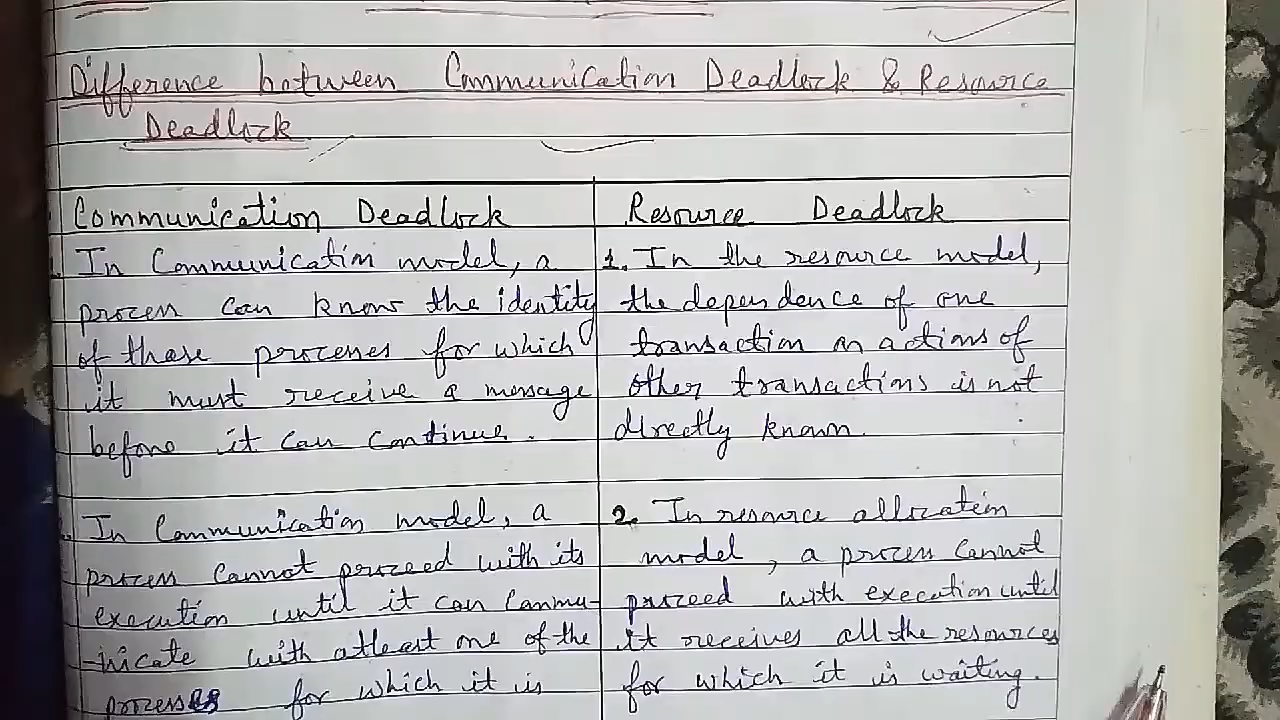 Difference between Communication Deadlock & Resource
Deadlock
Communication Deadlock
In Communication model, a
process can know the identity
of those processes for which
it must receive a message
before it can continue.
In Communication model, a
process cannot proceed with its
execution until it can commu-
-nicate with atleast one of the
processes for which it is
Resource Deadlock
1. In the resource model,
the dependence of one
transaction on actions of
other transactions is not
directly known.
2. In resource allocation
model, a process cannot
proceed with execution until
it receives all the resources
for which it is waiting.